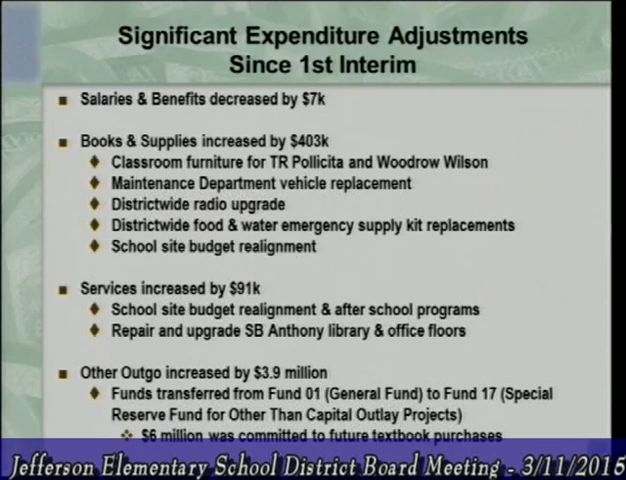 Significant Expenditure Adjustments
Since 1st Interim
Salaries & Benefits decreased by $7k
Books & Supplies increased by $403k
Classroom furniture for TR Pollicita and Woodrow Wilson
Maintenance Department vehicle replacement
Districtwide radio upgrade
Districtwide food & water emergency supply kit replacements
School site budget realignment
Services increased by $91k
School site budget realignment & after school programs
Repair and upgrade SB Anthony library & office floors
Other Outgo increased by $3.9 million
Funds transferred from Fund 01 (General Fund) to Fund 17 (Special
Reserve Fund for Other Than Capital Outlay Projects)
$6 million was committed to future textbook purchases
Jefferson Elementary School District Board Meeting - 3/11/2015